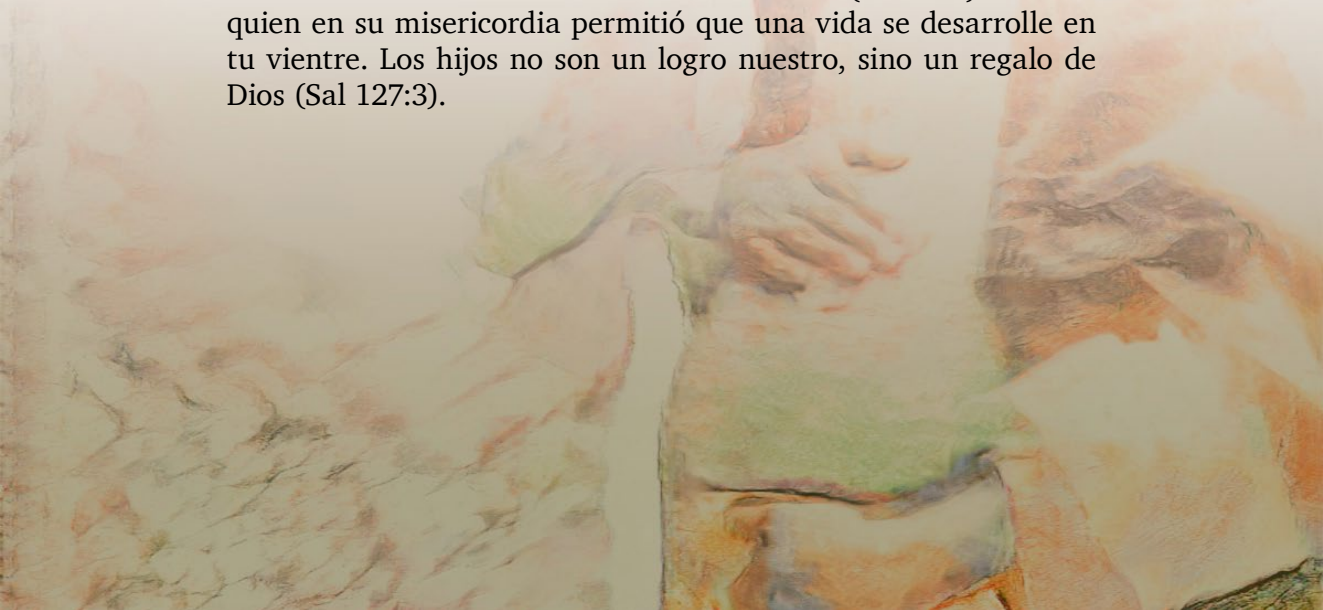 quien en su misericordia permitió que una vida se desarrolle en
tu vientre. Los hijos no son un logro nuestro, sino un regalo de
Dios (Sal 127:3).